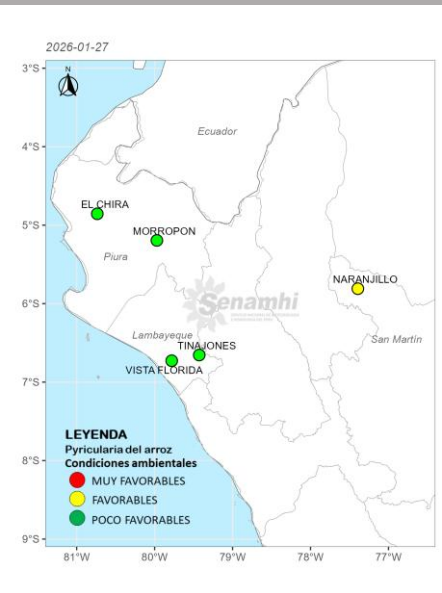 2026-01-27
N
3°S
4°S
5°S
6°S
7°S
8°S
9°S
Ecuador
EL CHIRA
MORROPON
Piura
NARANJILLO
Senamhi
Lambayeque
TINAJONES
San Martín
VISTA FLORIDA
LEYENDA
Pyricularia del arroz
Condiciones ambientales
MUY FAVORABLES
FAVORABLES
POCO FAVORABLES
81°W 80°W 79°W 78°W 77°W